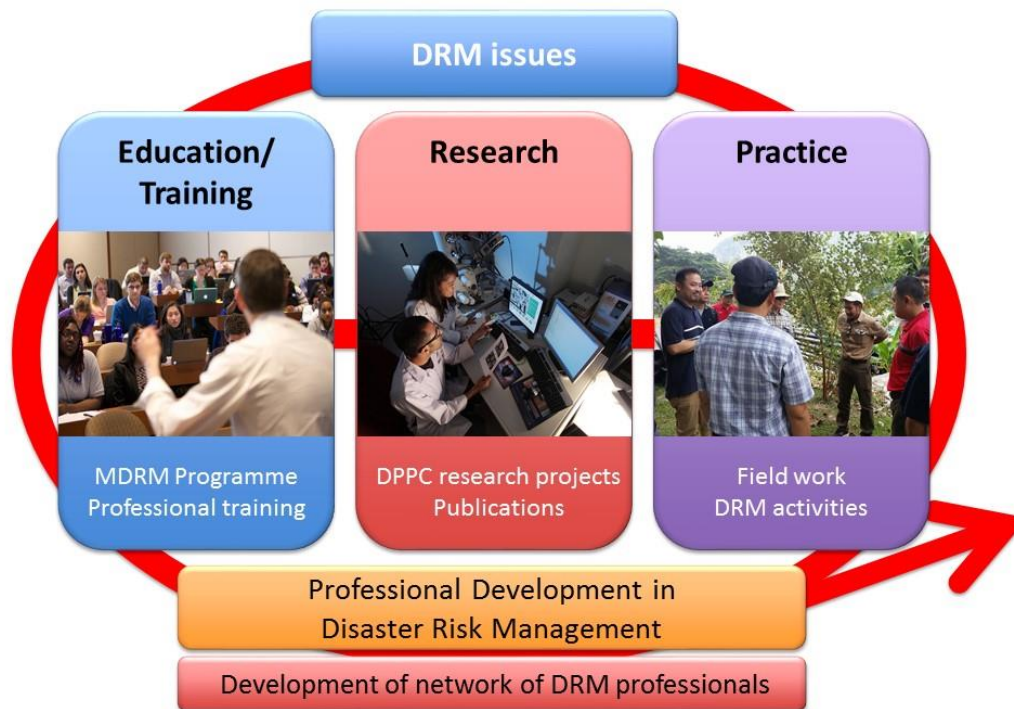 DRM issues
Education/
Training
MDRM Programme
Professional training
Research
DPPC research projects
Publications
Practice
Field work
DRM activities
Professional Development in
Disaster Risk Management
Development of network of DRM professionals